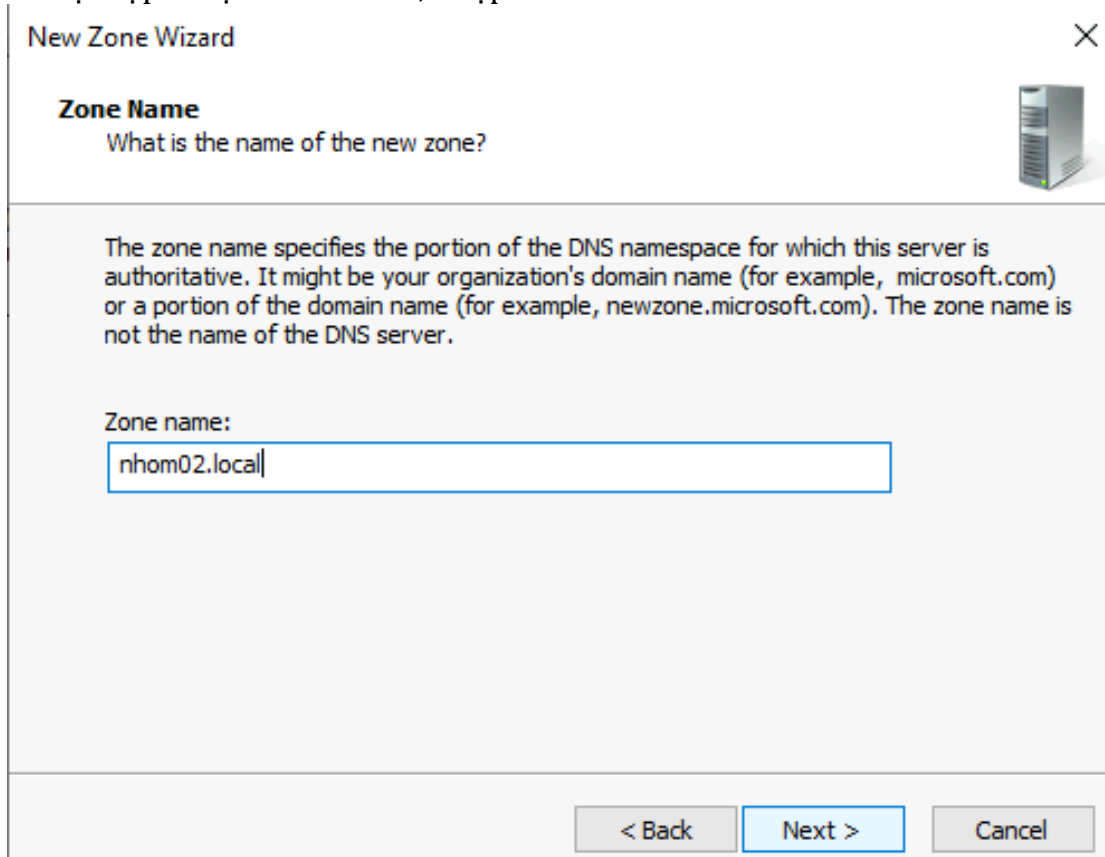 New Zone Wizard
Zone Name
What is the name of the new zone?
The zone name specifies the portion of the DNS namespace for which this server is
authoritative. It might be your organization's domain name (for example, microsoft.com)
or a portion of the domain name (for example, newzone.microsoft.com). The zone name is
not the name of the DNS server.
Zone name:
nhom02.local
< Back
Next >
Cancel